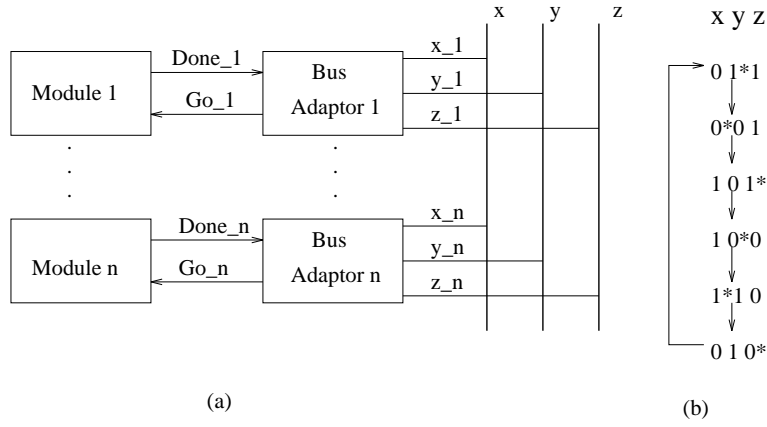 x y z
Module 1
Done_1
Go_1
Bus
Adaptor 1
x_1
y_1
z_1
. . .
. . .
Module n
Done_n
Go_n
Bus
Adaptor n
x_n
y_n
z_n
(a)
x y z
0 1*1
0*0 1
1 0 1*
1 0*0
1*1 0
0 1 0*
(b)